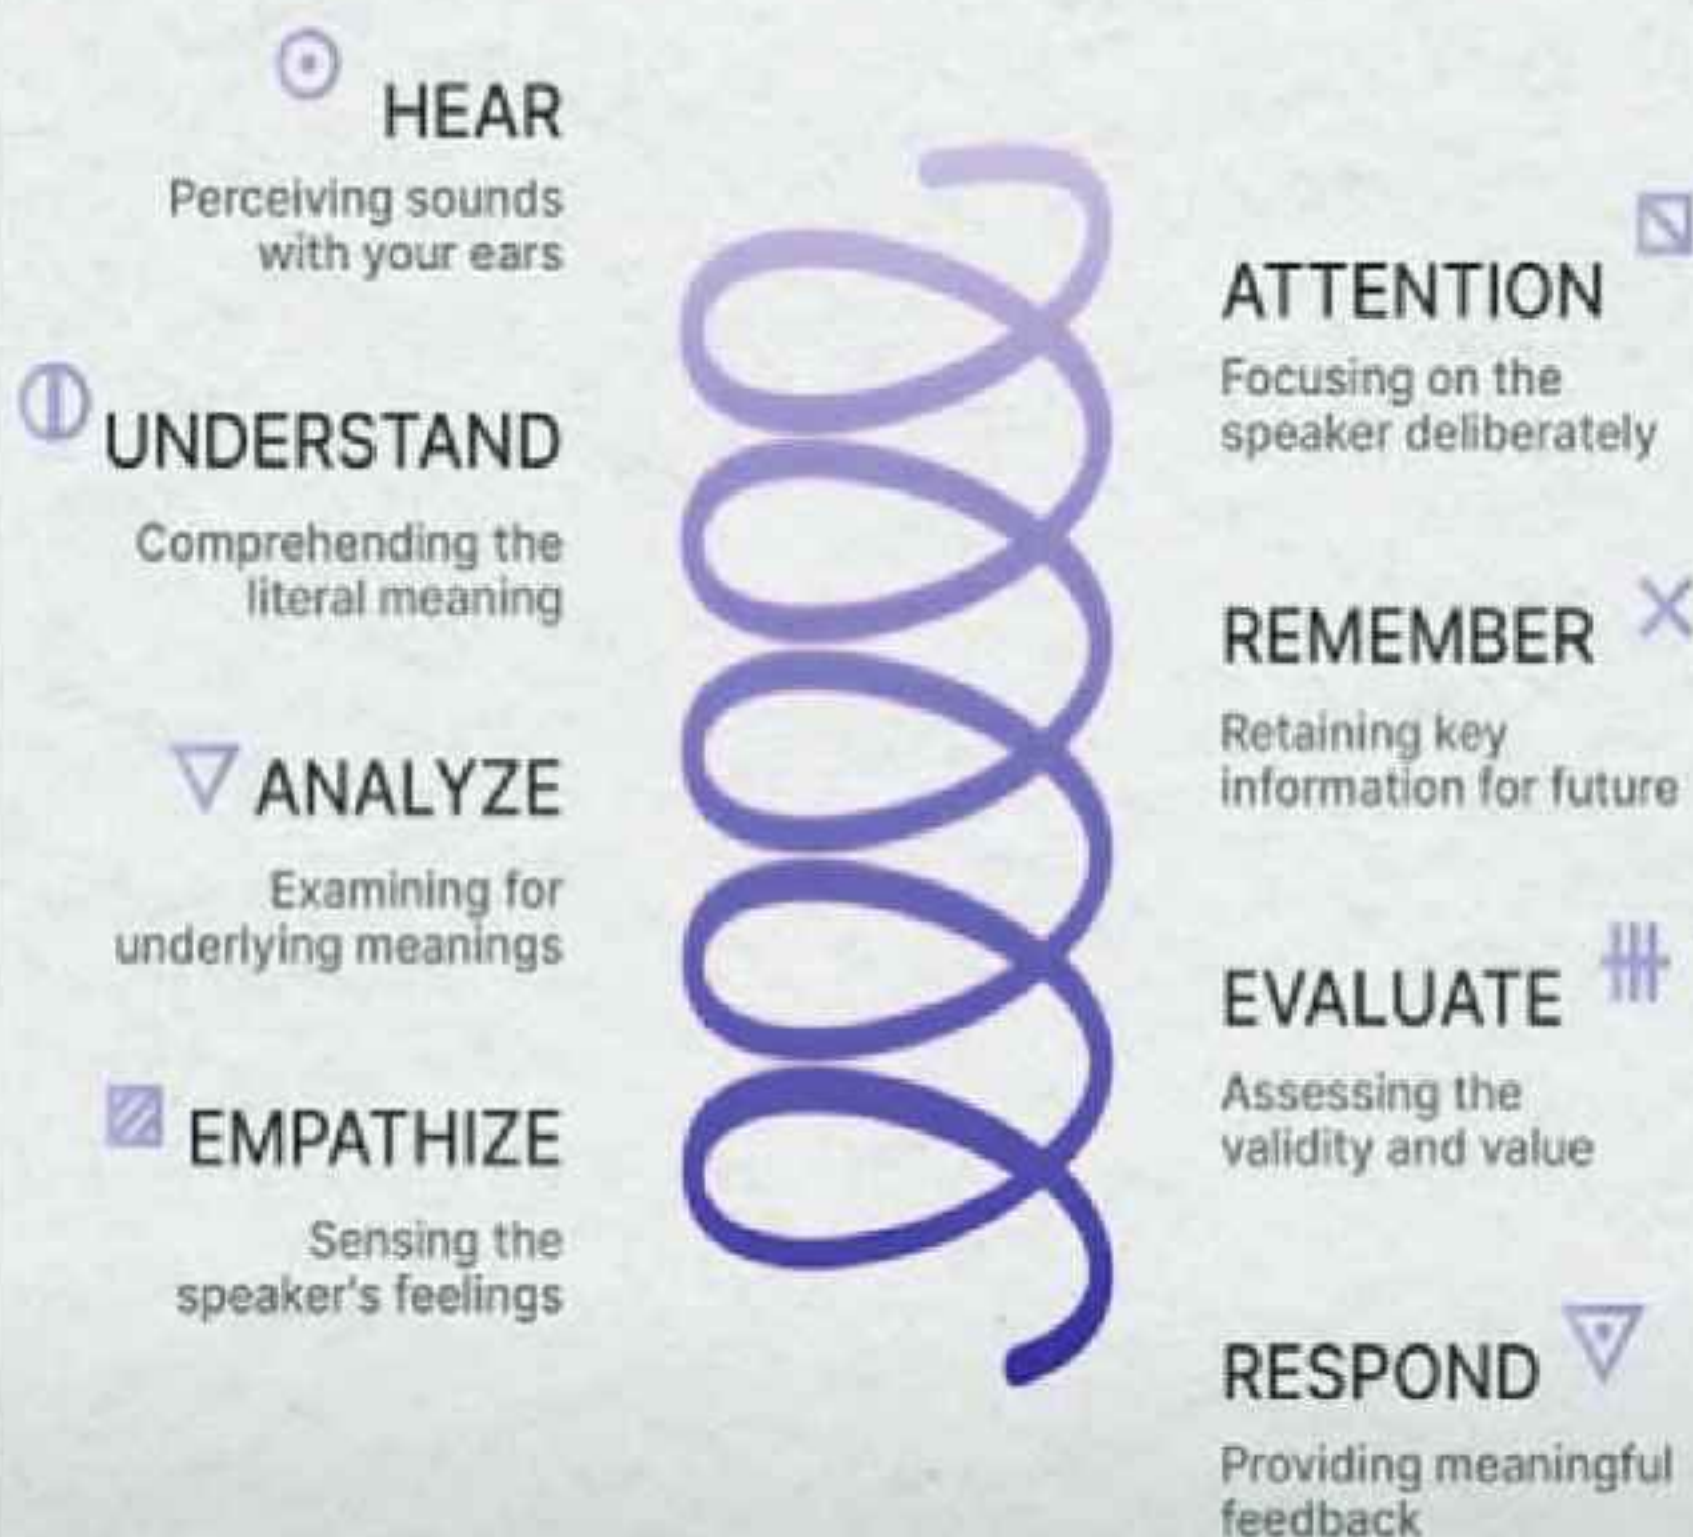 HEAR
Perceiving sounds
with your ears
ATTENTION
Focusing on the
speaker deliberately
UNDERSTAND
Comprehending the
literal meaning
REMEMBER
Retaining key
information for future
ANALYZE
Examining for
underlying meanings
EVALUATE
Assessing the
validity and value
EMPATHIZE
Sensing the
speaker's feelings
RESPOND
Providing meaningful
feedback